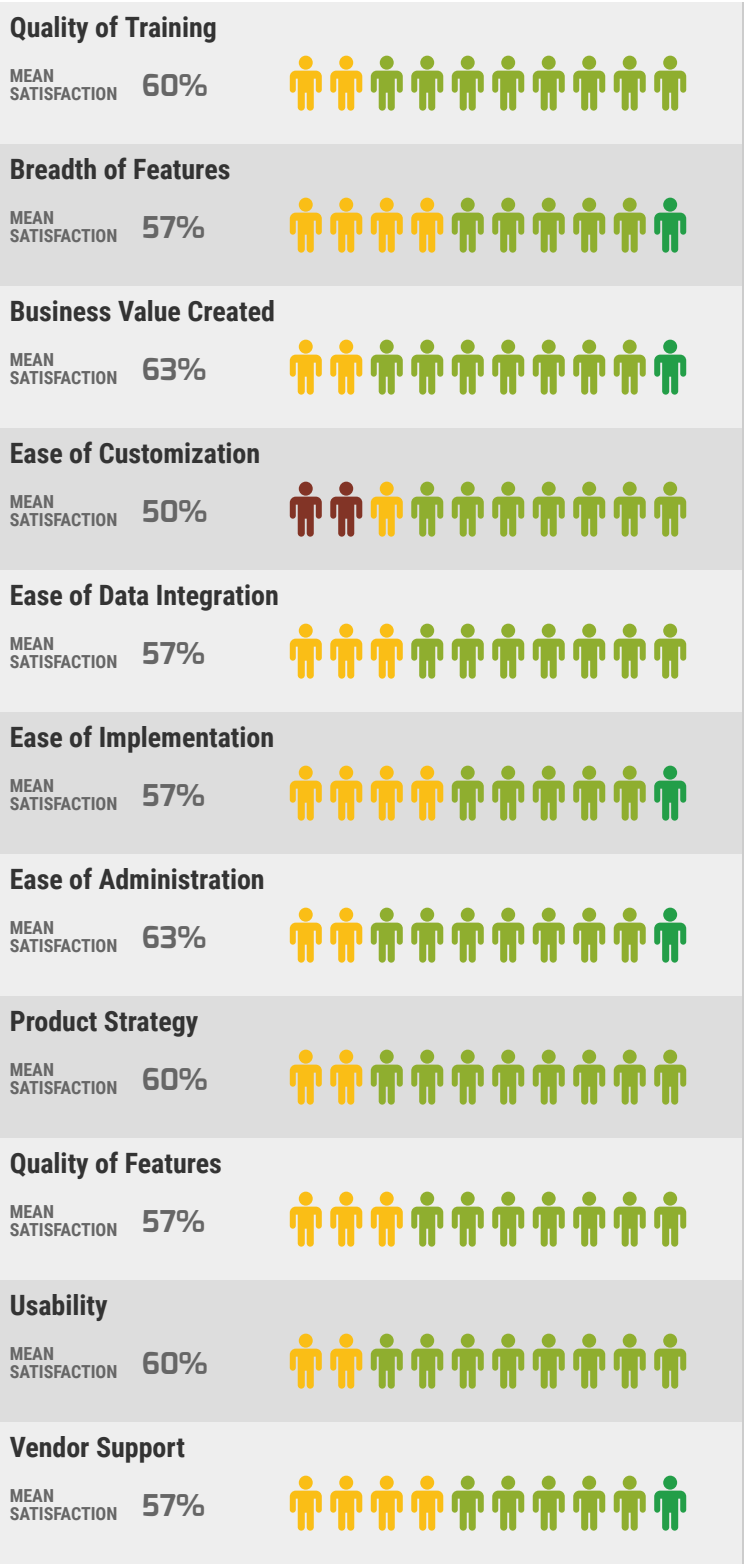 Quality of Training
MEAN
SATISFACTION
60%
Breadth of Features
MEAN
SATISFACTION
57%
Business Value Created
MEAN
SATISFACTION
63%
Ease of Customization
MEAN
SATISFACTION
50%
Ease of Data Integration
MEAN
SATISFACTION
57%
Ease of Implementation
MEAN
SATISFACTION
57%
Ease of Administration
MEAN
SATISFACTION
63%
Product Strategy
MEAN
SATISFACTION
60%
Quality of Features
MEAN
SATISFACTION
57%
Usability
MEAN
SATISFACTION
60%
Vendor Support
MEAN
SATISFACTION
57%